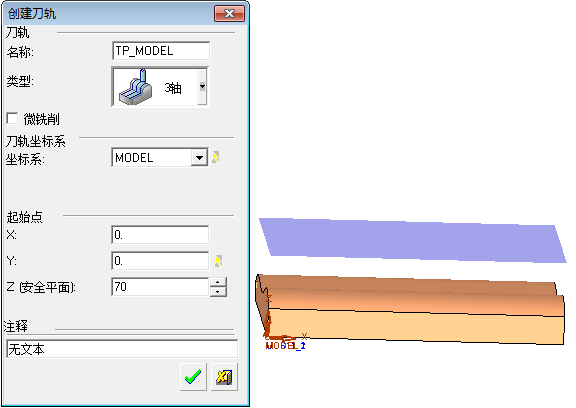 创建刀轨
刀轨
名称: TP_MODEL
类型: 3轴
微铣削
刀轨坐标系
坐标系: MODEL
起始点
X: 0.
Y: 0.
Z (安全平面): 70
注释
无文本
Z
X